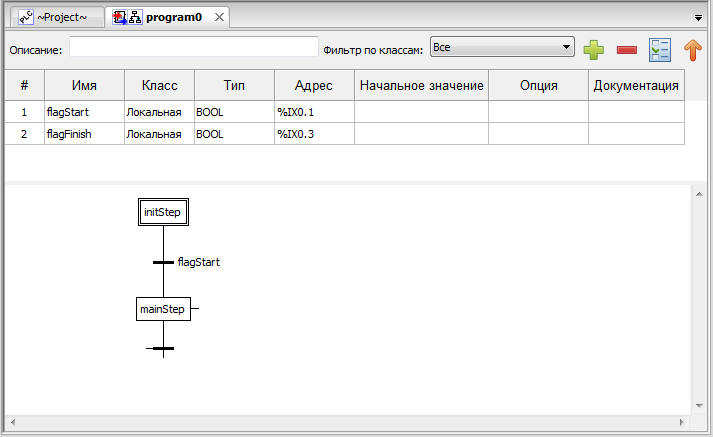 ~Project~ program0
Описание: Фильтр по классам: Все
# Имя Класс Тип Адрес Начальное значение Опция Документация
1 flagStart Локальная BOOL %IX0.1
2 flagFinish Локальная BOOL %IX0.3
initStep
flagStart
mainStep